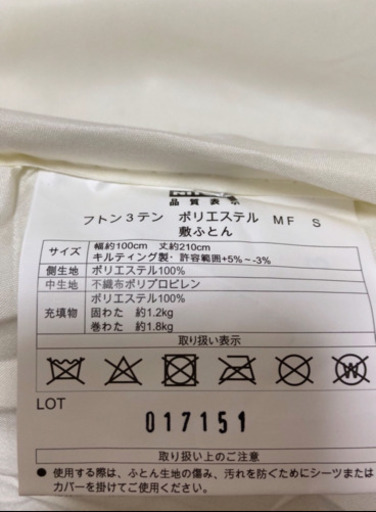 品質表示
フトン3テン ポリエステル MF S
敷ふとん
サイズ 幅約100cm 丈約210cm
キルティング製・許容範囲+5%~-3%
側生地 ポリエステル100%
中生地 不織布ポリプロピレン
充填物 ポリエステル100%
固わた 約1.2kg
巻わた 約1.8kg
取り扱い表示
W
LOT
017151
取り扱い上のご注意
● 使用する際は、ふとん生地の傷み、汚れを防ぐためにシーツまたは
カバーを掛けてご使用ください。